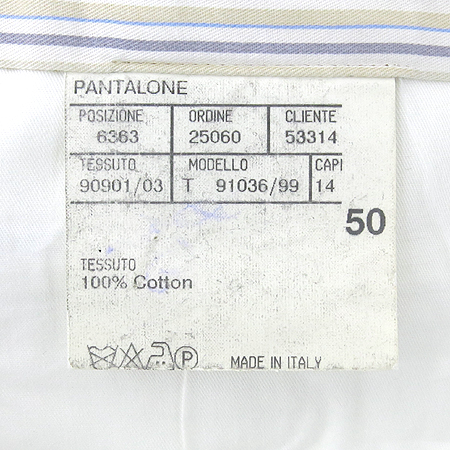 PANTALONE
POSIZIONE ORDINE CLIENTE
6363 25060 53314
TESSUTO MODELLO CAPI
90901/03 T 91036/99 14
50
TESSUTO
100% Cotton
P MADE IN ITALY